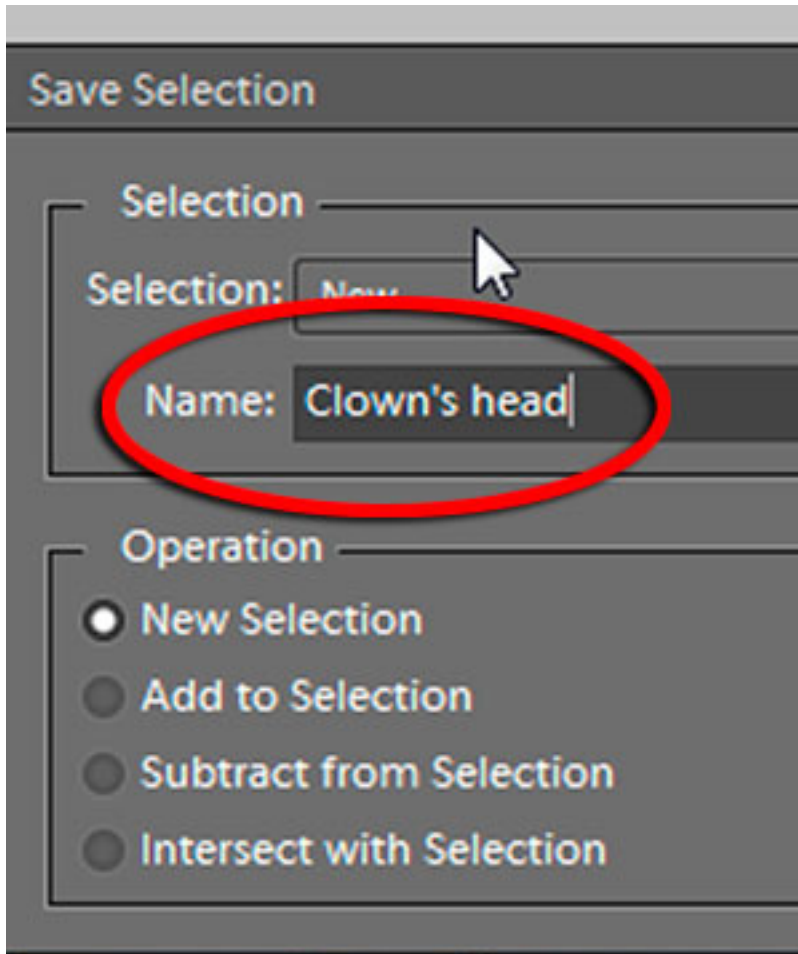 Save Selection
Selection
Selection: New
Name: Clown's head
Operation
New Selection
Add to Selection
Subtract from Selection
Intersect with Selection